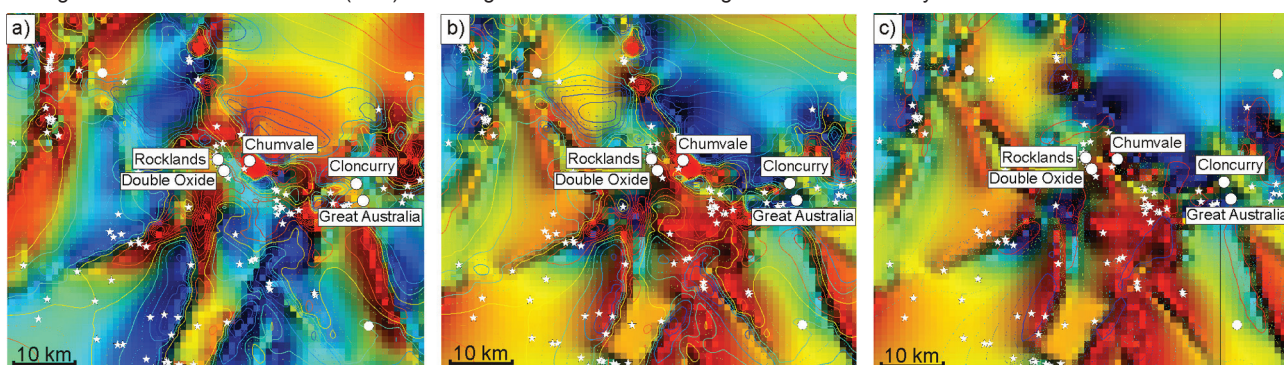 a)
Rocklands
Double Oxide
Chumvale
Cloncurry
Great Australia
10 km
b)
Rocklands
Double Oxide
Chumvale
Cloncurry
Great Australia
10 km
c)
Rocklands
Double Oxide
Chumvale
Cloncurry
Great Australia
10 km